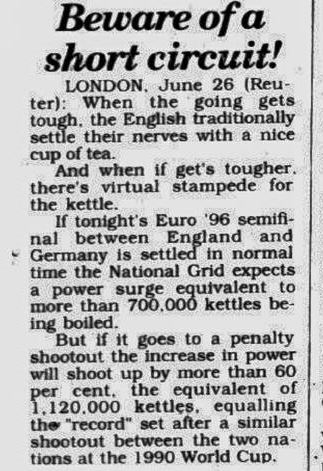 Beware of a
short circuit!
LONDON, June 26 (Reu-
ter): When the going gets
tough, the English traditionally
settle their nerves with a nice
cup of tea.
And when if get's tougher,
there's virtual stampede for
the kettle.
If tonight's Euro '96 semifi-
nal between England and
Germany is settled in normal
time the National Grid expects
a power surge equivalent to
more than 700,000 kettles be-
ing boiled.
But if it goes to a penalty
shootout the increase in power
will shoot up by more than 60
per cent, the equivalent of
1,120,000 kettles, equalling
the "record" set after a similar
shootout between the two na-
tions at the 1990 World Cup.